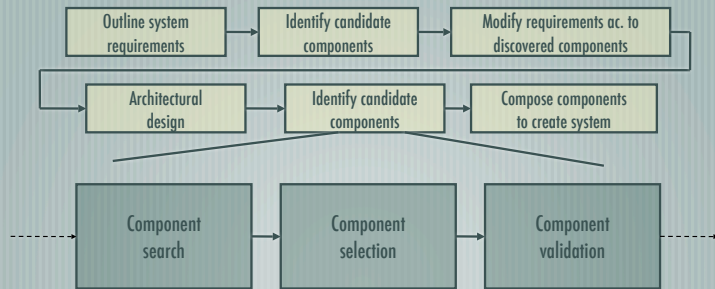 Outline system
requirements
Identify candidate
components
Modify requirements ac. to
discovered components
Architectural
design
Identify candidate
components
Compose components
to create system
Component
search
Component
selection
Component
validation